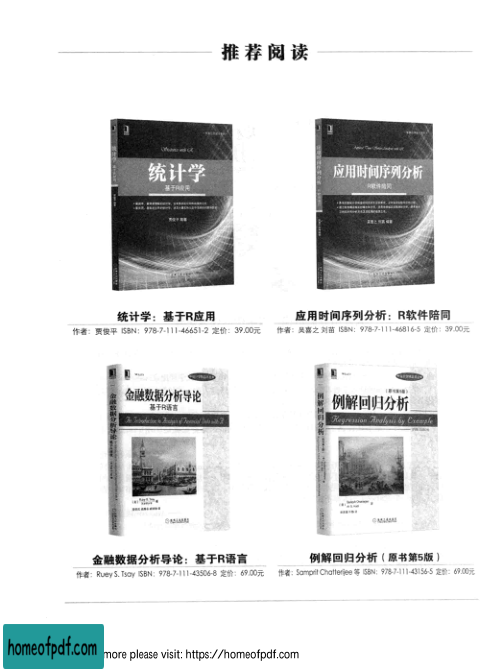 推荐阅读
统计学
基于R应用
应用时间序列分析
R软件陪同
统计学：基于R应用
作者：贾俊平 ISBN：978-7-111-46651-2 定价：39.00元
应用时间序列分析：R软件陪同
作者：吴喜之 刘苗 ISBN：978-7-111-46816-5 定价：39.00元
金融数据分析导论
基于R语言
例解回归分析
（原书第5版）
Regression Analysis by Example
金融数据分析导论：基于R语言
作者：Ruey S. Tsay ISBN：978-7-111-43506-8 定价：69.00元
例解回归分析（原书第5版）
作者：Samprit Chatterjee 等 ISBN：978-7-111-43156-5 定价：69.00元
homeofpdf.com
more please visit: https://homeofpdf.com